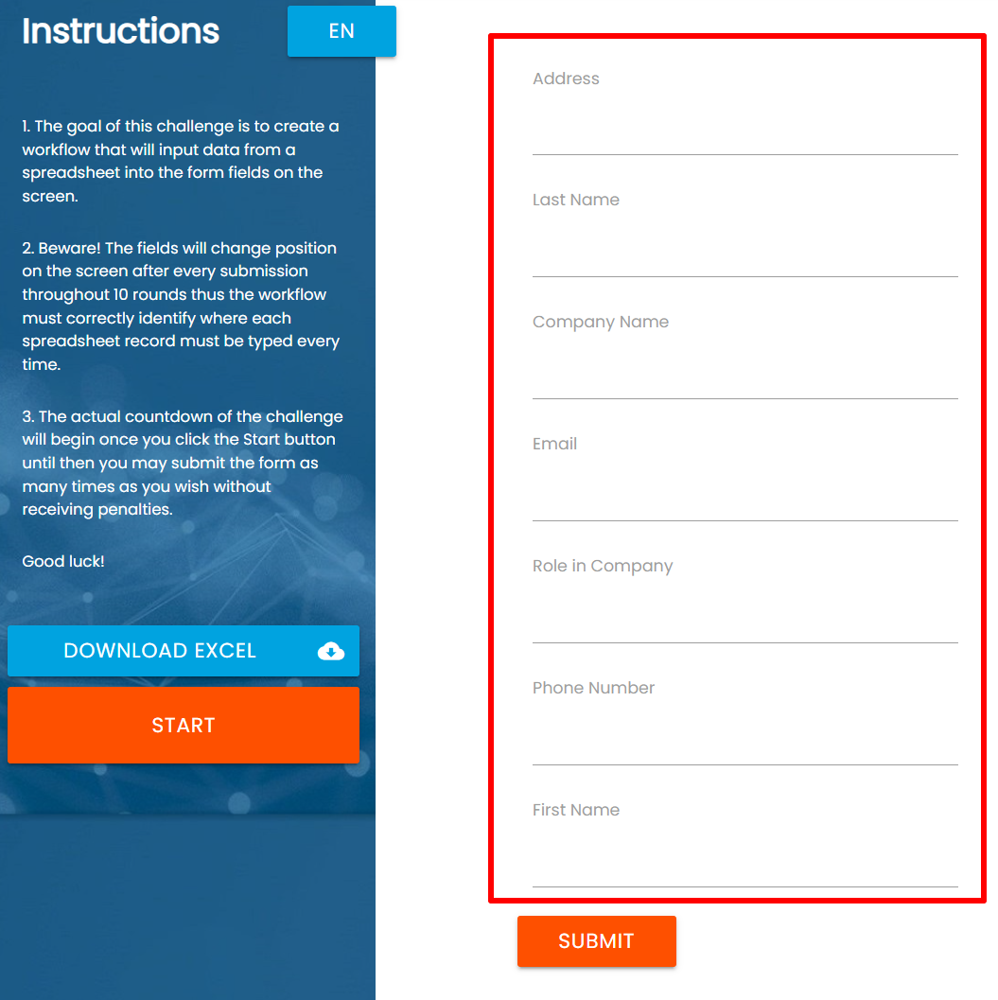 Instructions
EN
1. The goal of this challenge is to create a
workflow that will input data from a
spreadsheet into the form fields on the
screen.
2. Beware! The fields will change position
on the screen after every submission
throughout 10 rounds thus the workflow
must correctly identify where each
spreadsheet record must be typed every
time.
3. The actual countdown of the challenge
will begin once you click the Start button
until then you may submit the form as
many times as you wish without
receiving penalties.
Good luck!
DOWNLOAD EXCEL
START
Address
Last Name
Company Name
Email
Role in Company
Phone Number
First Name
SUBMIT